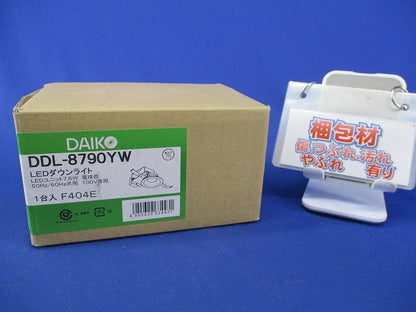 DAIKO
DDL-8790YW
LEDダウンライト
LEDユニット7.6W 電球色
50Hz/60Hz共用 100V専用
1台入 F404E
梱包材
傷つぶれ、汚れ
やぶれ 有り